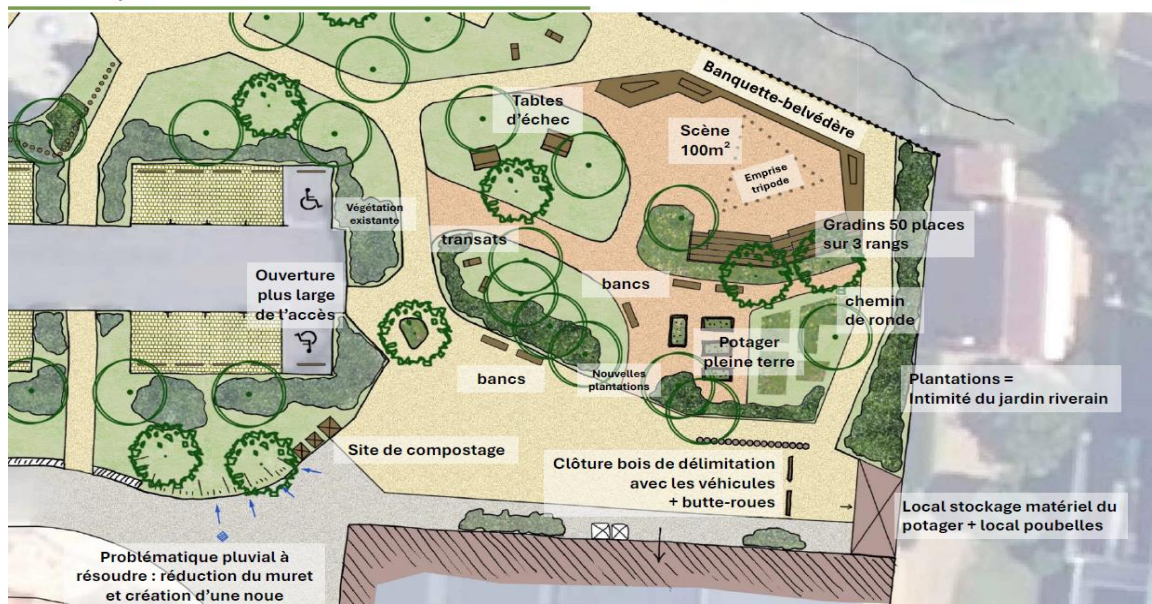 Banquette-belvédère
Tables
d’échec
Scène
100m²
Emprise
tripode
Végétation
existante
Gradins 50 places
sur 3 rangs
transats
Ouverture
plus large
de l’accès
bancs
chemin
de ronde
Potager
pleine terre
Nouvelles
plantations
bancs
Plantations =
Intimité du jardin riverain
Site de compostage
Clôture bois de délimitation
avec les véhicules
+ butte-roues
Local stockage matériel du
potager + local poubelles
Problématique pluvial à
résoudre : réduction du muret
et création d’une noue